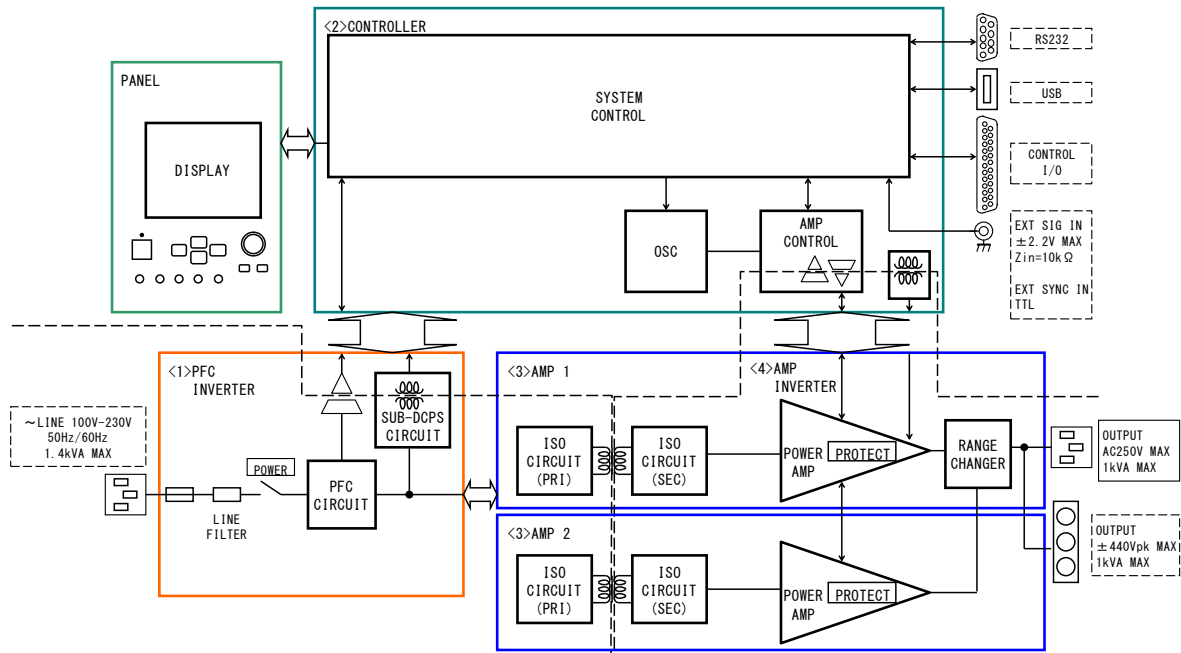 <2>CONTROLLER
SYSTEM
CONTROL
RS232
USB
CONTROL
I/O
PANEL
DISPLAY
OSC
AMP
CONTROL
EXT SIG IN
±2.2V MAX
Zin=10kΩ
EXT SYNC IN
TTL
<1>PFC
INVERTER
SUB-DCPS
CIRCUIT
~LINE 100V-230V
50Hz/60Hz
1.4kVA MAX
POWER
LINE
FILTER
PFC
CIRCUIT
<3>AMP 1
<4>AMP
INVERTER
ISO
CIRCUIT
(PRI)
ISO
CIRCUIT
(SEC)
POWER
AMP
PROTECT
RANGE
CHANGER
OUTPUT
AC250V MAX
1kVA MAX
<3>AMP 2
ISO
CIRCUIT
(PRI)
ISO
CIRCUIT
(SEC)
POWER
AMP
PROTECT
OUTPUT
±440Vpk MAX
1kVA MAX